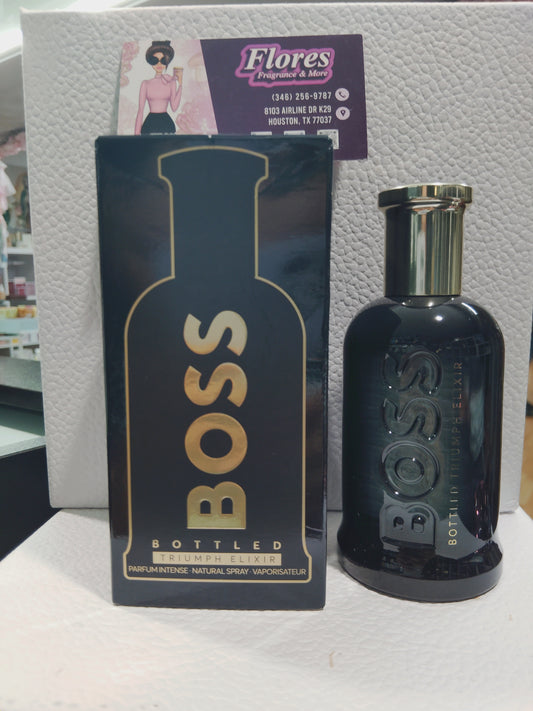 Flores
Fragrance & More
(346) 256-9787
8103 AIRLINE DR K29
HOUSTON, TX 77037
BOSS
BOTTLED
TRIUMPH ELIXIR
PARFUM INTENSE · NATURAL SPRAY · VAPORISATEUR
BOSS
BOTTLED TRIUMPH ELIXIR